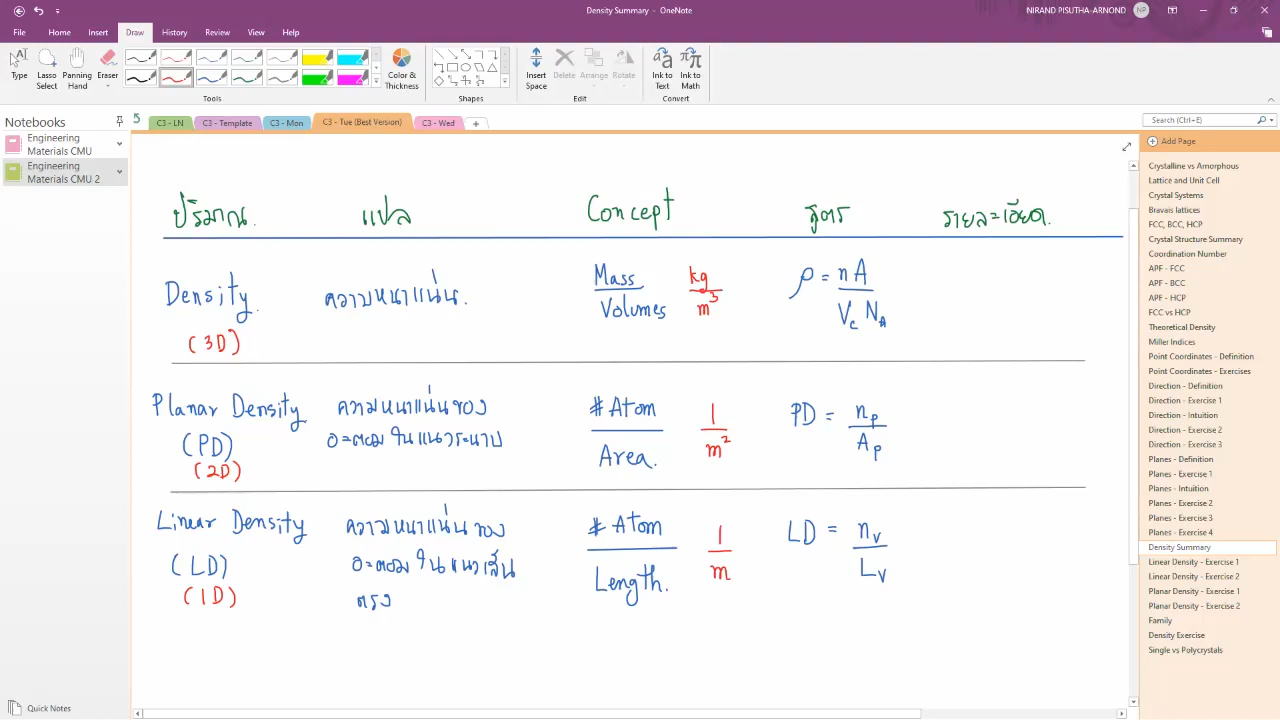 Density Summary - OneNote
NIRAND PISUTHA-ARNOND NP
File Home Insert Draw History Review View Help
Type Lasso Select Panning Hand Eraser
Color & Thickness
Insert Space Delete Arrange Rotate
Ink to Text Ink to Math
Tools Shapes Edit Convert
Notebooks
C3 - LN C3 - Template C3 - Mon C3 - Tue (Best Version) C3 - Wed
Search (Ctrl+E)
Engineering Materials CMU
Engineering Materials CMU 2
Quick Notes
ปริมาณ แปล Concept สูตร รายละเอียด
Density (3D) ความหนาแน่น Mass / Volumes kg / m³ ρ = nA / V_c N_A
Planar Density (PD) (2D) ความหนาแน่นของ อะตอมในแนวระนาบ # Atom / Area. 1 / m² PD = n_p / A_p
Linear Density (LD) (1D) ความหนาแน่นของ อะตอมในแนวเส้น ตรง # Atom / Length. 1 / m LD = n_v / L_v
Add Page
Crystalline vs Amorphous
Lattice and Unit Cell
Crystal Systems
Bravais lattices
FCC, BCC, HCP
Crystal Structure Summary
Coordination Number
APF - FCC
APF - BCC
APF - HCP
FCC vs HCP
Theoretical Density
Miller Indices
Point Coordinates - Definition
Point Coordinates - Exercises
Direction - Definition
Direction - Exercise 1
Direction - Intuition
Direction - Exercise 2
Direction - Exercise 3
Planes - Definition
Planes - Exercise 1
Planes - Intuition
Planes - Exercise 2
Planes - Exercise 3
Planes - Exercise 4
Density Summary
Linear Density - Exercise 1
Linear Density - Exercise 2
Planar Density - Exercise 1
Planar Density - Exercise 2
Family
Density Exercise
Single vs Polycrystals